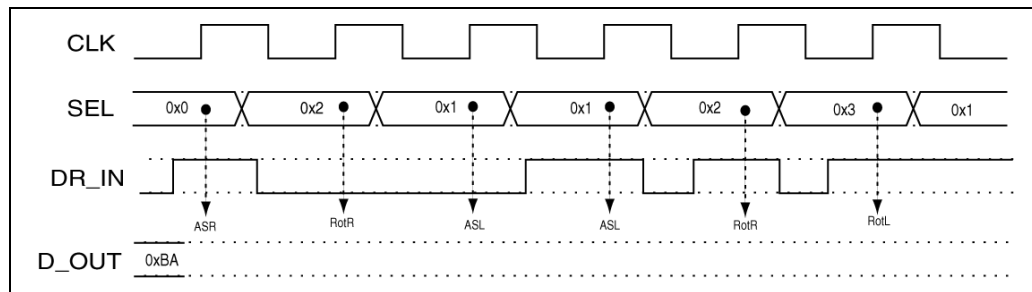 CLK
SEL 0x0 0x2 0x1 0x1 0x2 0x3 0x1
DR_IN
ASR RotR ASL ASL RotR RotL
D_OUT 0xBA